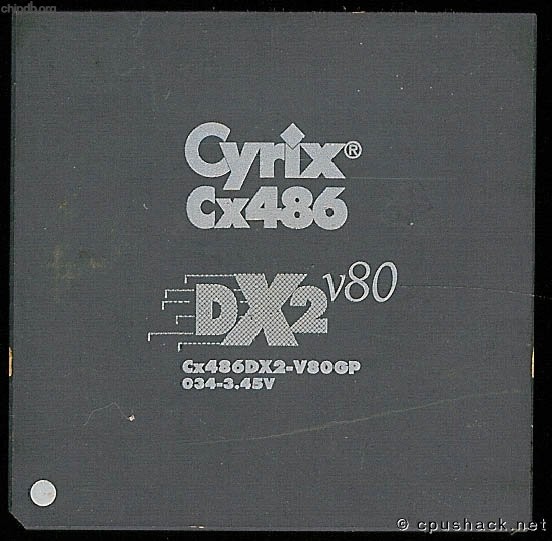 chipdb.org
Cyrix®
Cx486
DX2 v80
Cx486DX2-V80GP
034-3.45V
© cpushack.net